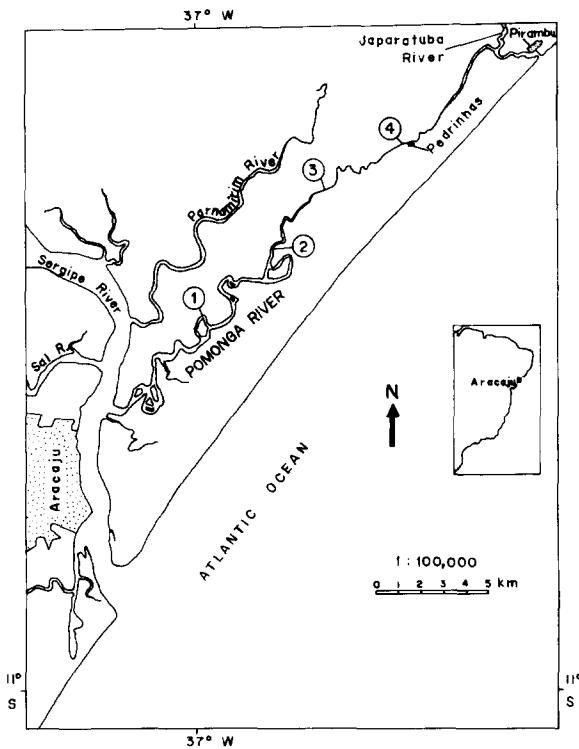 37° W
Japaratuba
River
Pirambu
4
Pedrinhas
3
Parnamirim River
2
Sergipe River
1
POMONGA RIVER
Sal R.
Aracaju
N
Aracaju
ATLANTIC OCEAN
1 : 100,000
0 1 2 3 4 5 km
11°
S
11°
S
37° W